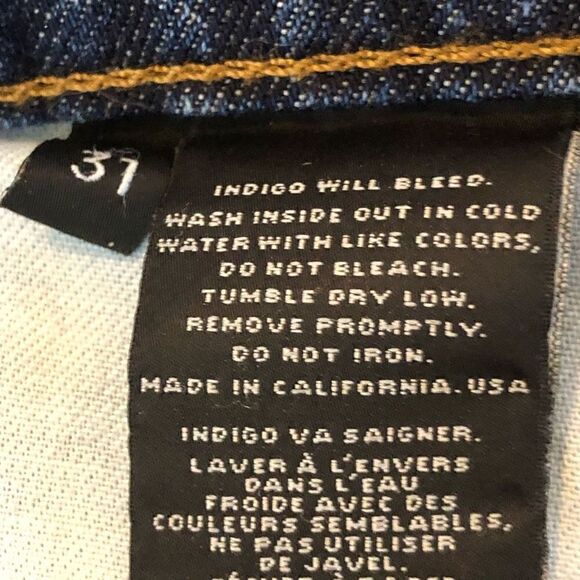 31
INDIGO WILL BLEED.
WASH INSIDE OUT IN COLD
WATER WITH LIKE COLORS,
DO NOT BLEACH.
TUMBLE DRY LOW.
REMOVE PROMPTLY.
DO NOT IRON.
MADE IN CALIFORNIA. USA
INDIGO VA SAIGNER.
LAVER À L'ENVERS
DANS L'EAU
FROIDE AVEC DES
COULEURS SEMBLABLES,
NE PAS UTILISER
DE JAVEL.